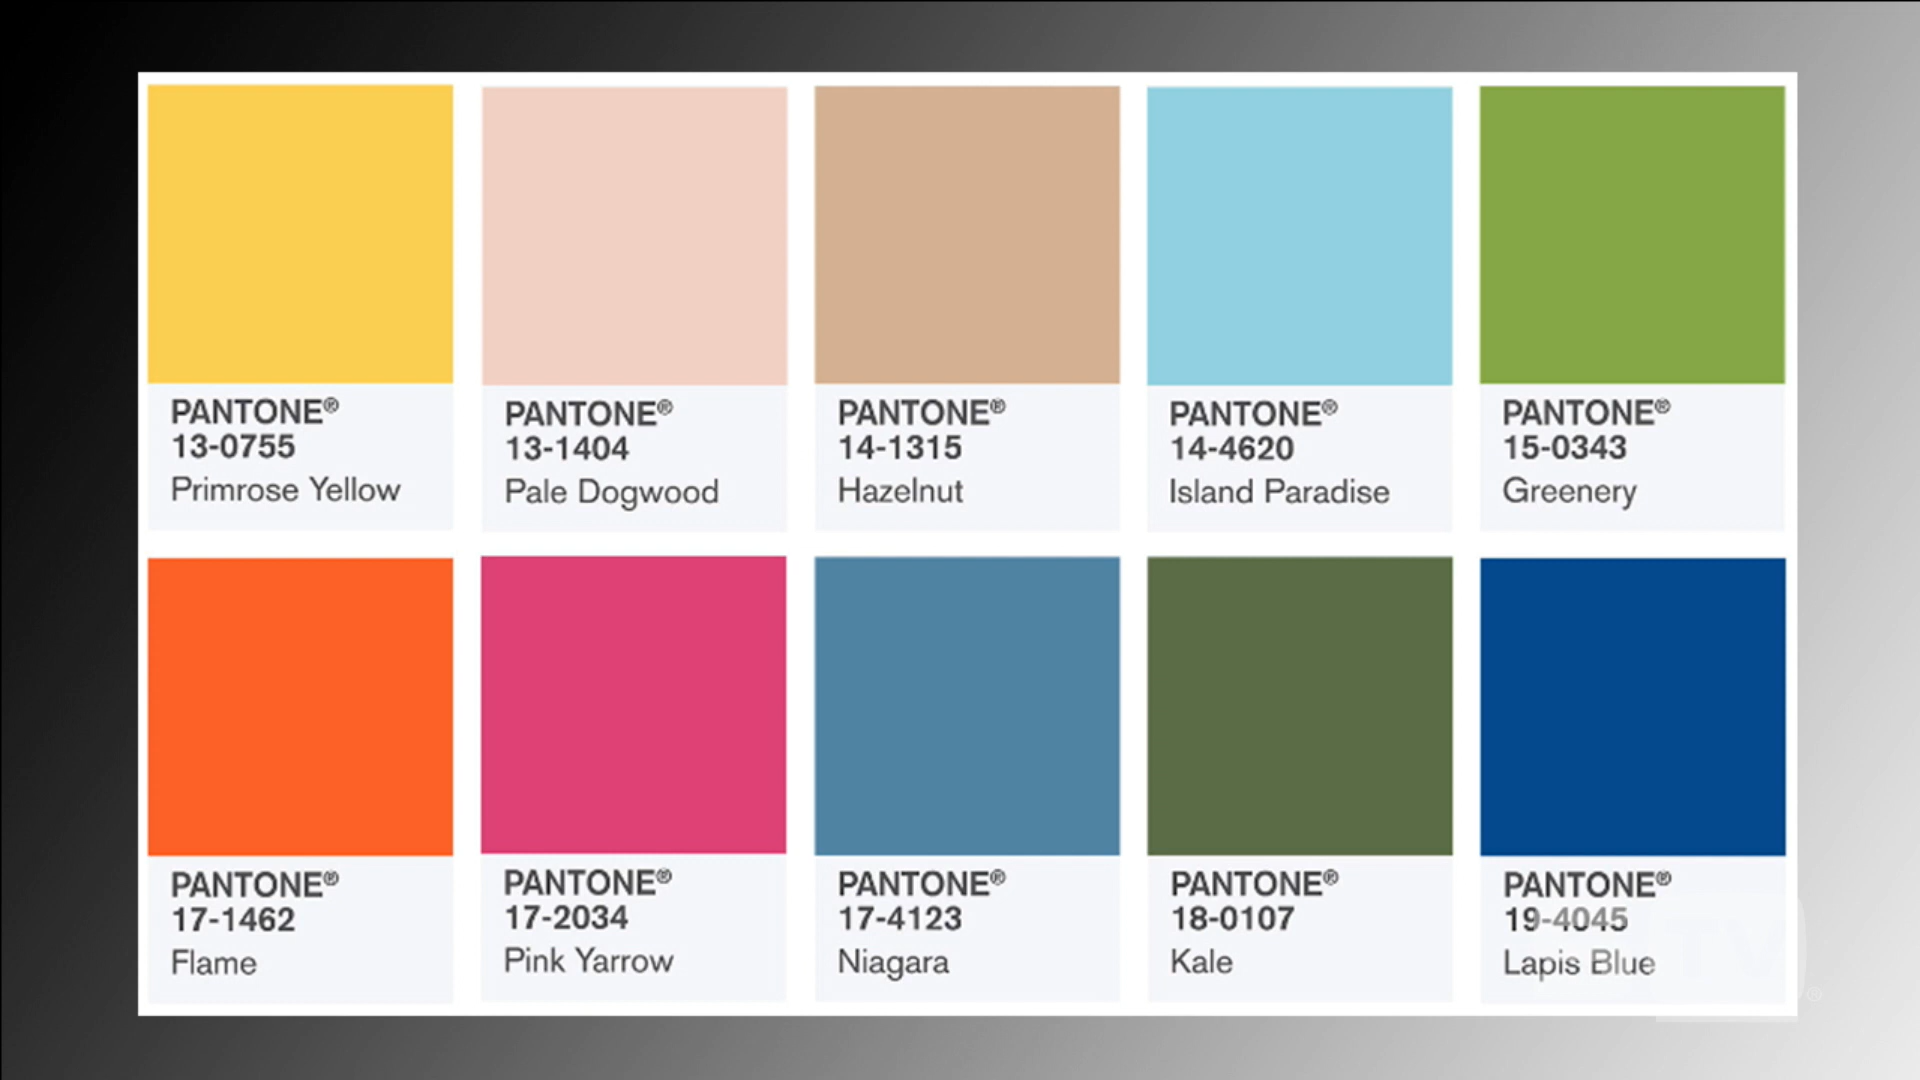 PANTONE®
13-0755
Primrose Yellow
PANTONE®
13-1404
Pale Dogwood
PANTONE®
14-1315
Hazelnut
PANTONE®
14-4620
Island Paradise
PANTONE®
15-0343
Greenery
PANTONE®
17-1462
Flame
PANTONE®
17-2034
Pink Yarrow
PANTONE®
17-4123
Niagara
PANTONE®
18-0107
Kale
PANTONE®
19-4045
Lapis Blue
TV®